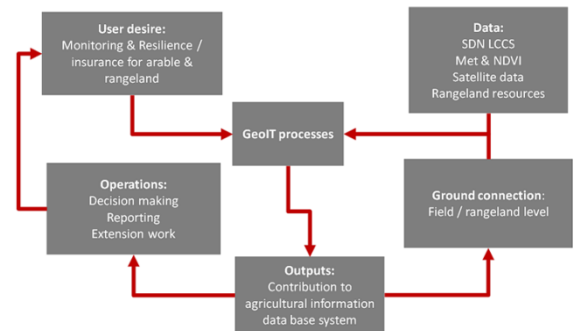 User desire:
Monitoring & Resilience /
insurance for arable &
rangeland
Data:
SDN LCCS
Met & NDVI
Satellite data
Rangeland resources
GeoIT processes
Operations:
Decision making
Reporting
Extension work
Ground connection:
Field / rangeland level
Outputs:
Contribution to
agricultural information
data base system